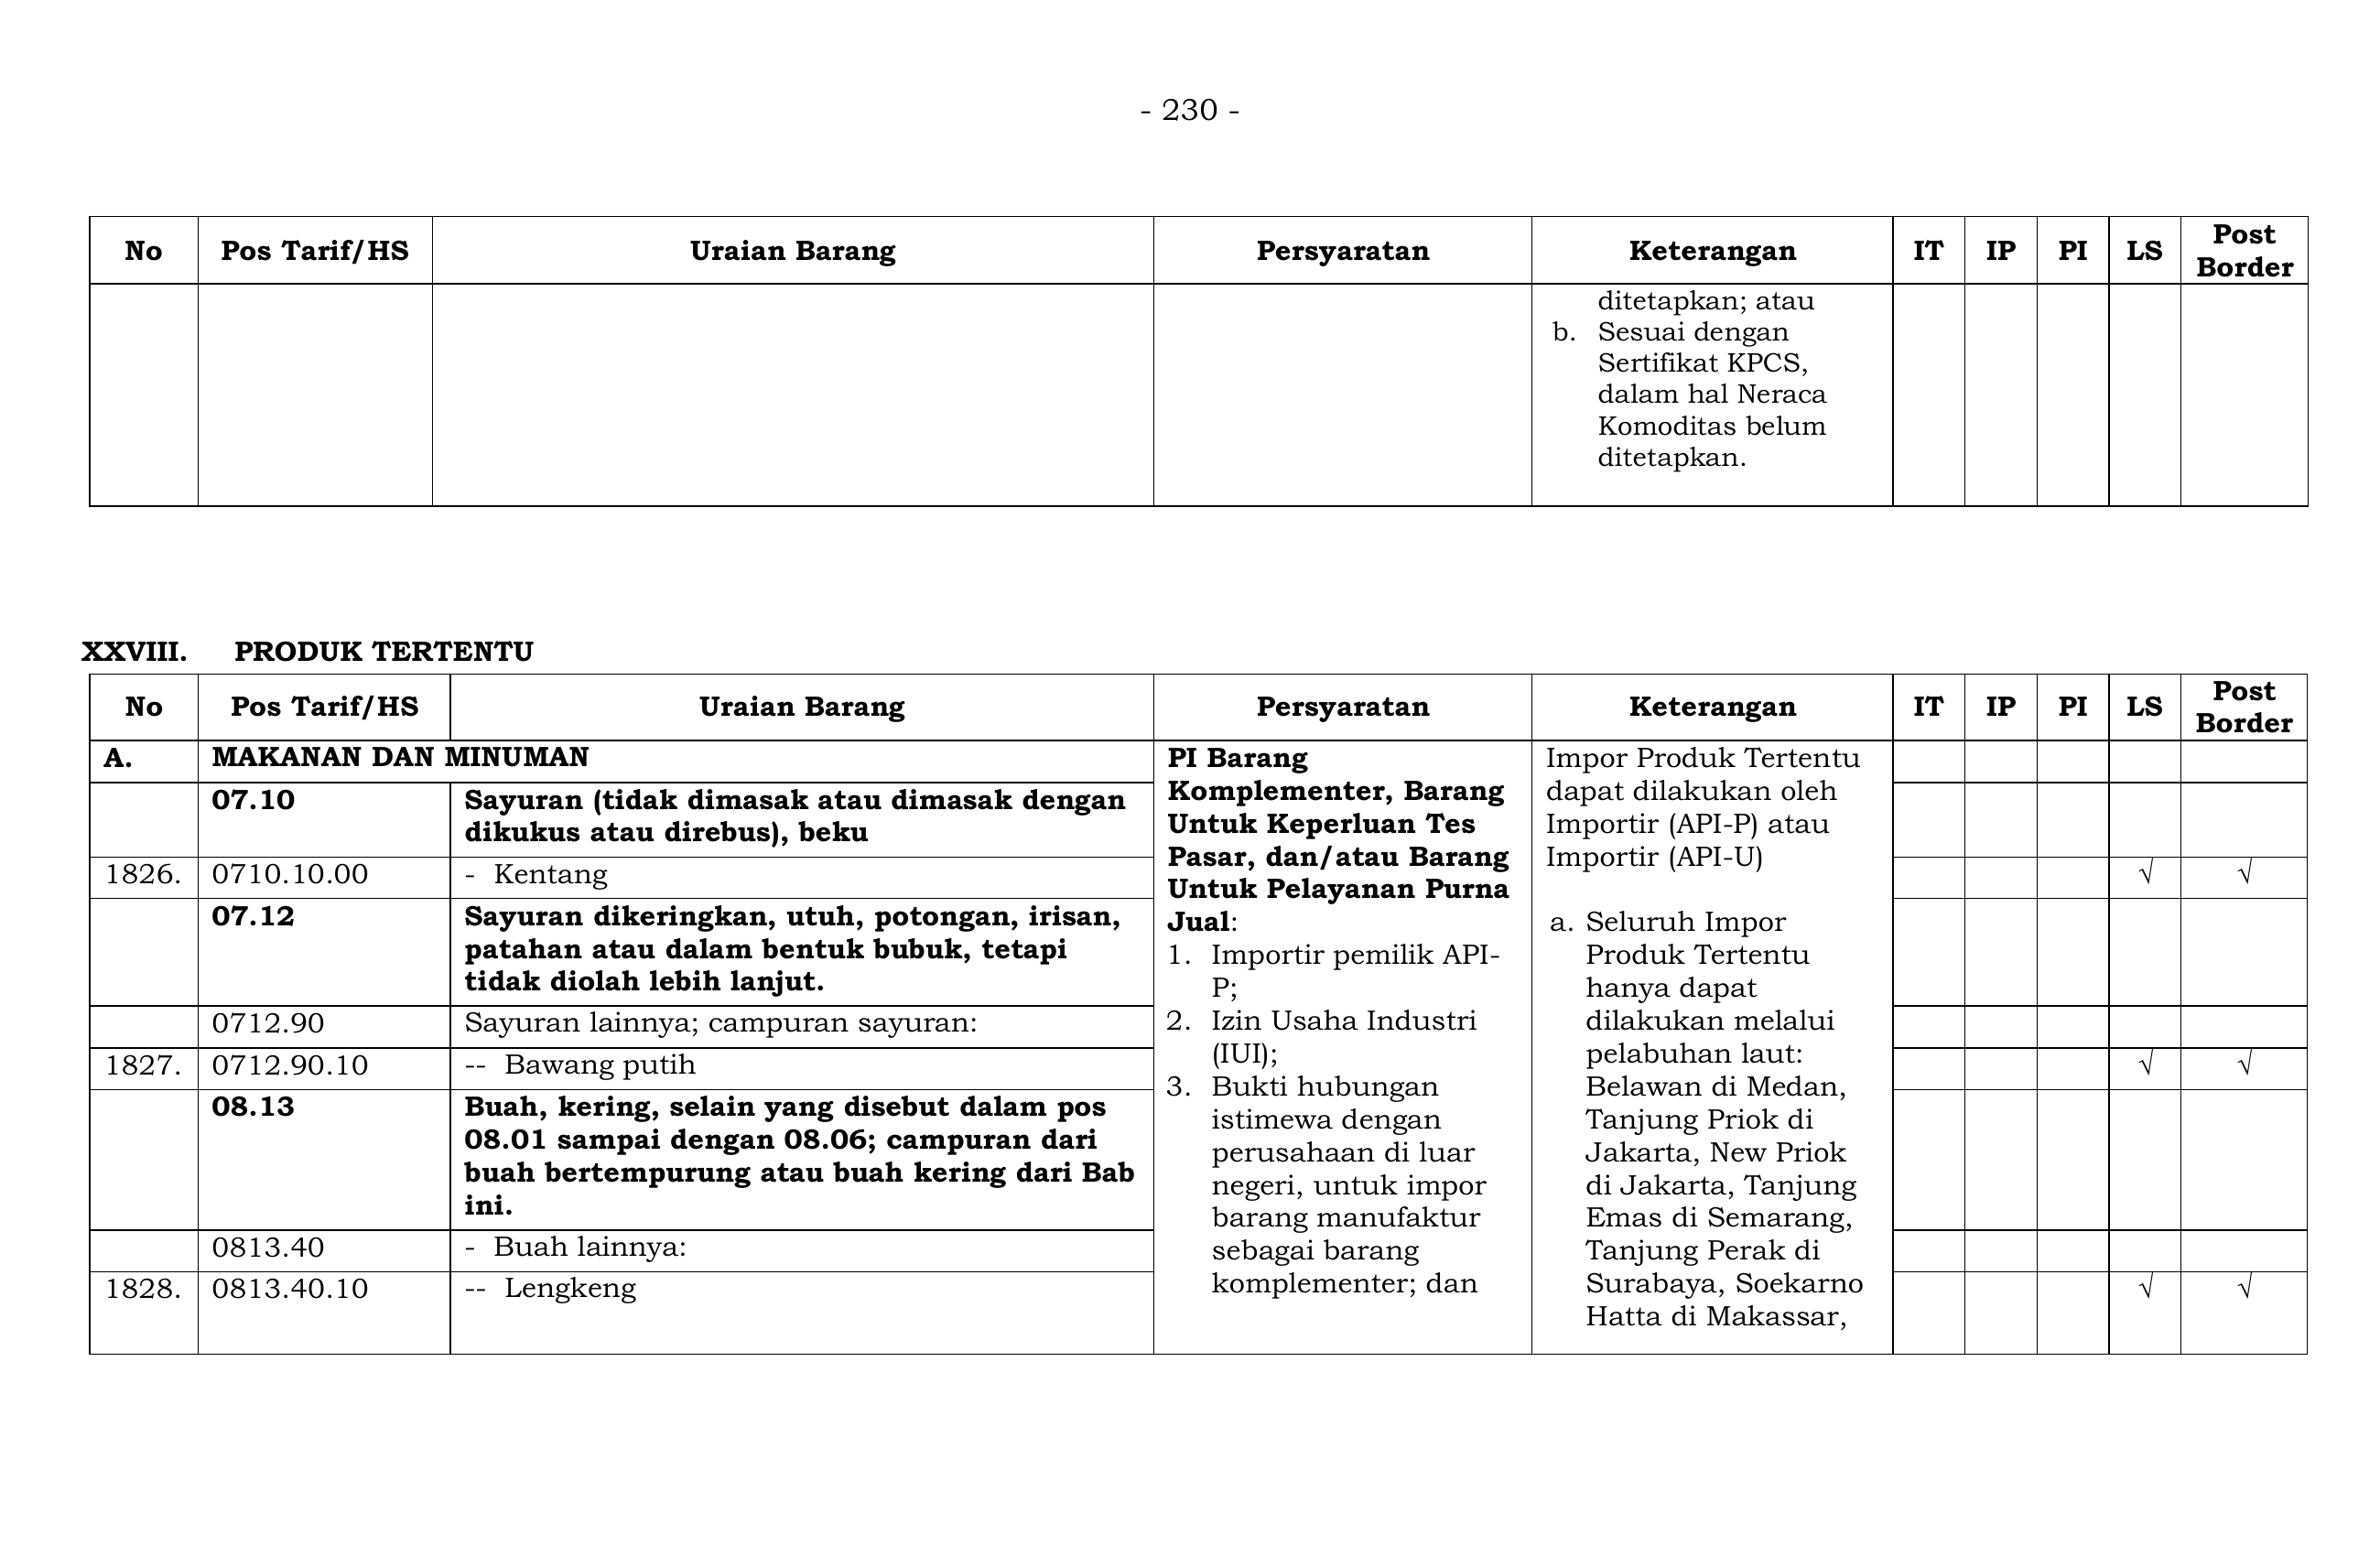 - 230 -
No Pos Tarif/HS Uraian Barang Persyaratan Keterangan IT IP PI LS Post Border
ditetapkan; atau
b. Sesuai dengan
Sertifikat KPCS,
dalam hal Neraca
Komoditas belum
ditetapkan.
XXVIII. PRODUK TERTENTU
No Pos Tarif/HS Uraian Barang Persyaratan Keterangan IT IP PI LS Post Border
A. MAKANAN DAN MINUMAN
07.10 Sayuran (tidak dimasak atau dimasak dengan
dikukus atau direbus), beku
1826. 0710.10.00 - Kentang √ √
07.12 Sayuran dikeringkan, utuh, potongan, irisan,
patahan atau dalam bentuk bubuk, tetapi
tidak diolah lebih lanjut.
0712.90 Sayuran lainnya; campuran sayuran:
1827. 0712.90.10 -- Bawang putih √ √
08.13 Buah, kering, selain yang disebut dalam pos
08.01 sampai dengan 08.06; campuran dari
buah bertempurung atau buah kering dari Bab
ini.
0813.40 - Buah lainnya:
1828. 0813.40.10 -- Lengkeng √ √
PI Barang
Komplementer, Barang
Untuk Keperluan Tes
Pasar, dan/atau Barang
Untuk Pelayanan Purna
Jual:
1. Importir pemilik API-
P;
2. Izin Usaha Industri
(IUI);
3. Bukti hubungan
istimewa dengan
perusahaan di luar
negeri, untuk impor
barang manufaktur
sebagai barang
komplementer; dan
Impor Produk Tertentu
dapat dilakukan oleh
Importir (API-P) atau
Importir (API-U)
a. Seluruh Impor
Produk Tertentu
hanya dapat
dilakukan melalui
pelabuhan laut:
Belawan di Medan,
Tanjung Priok di
Jakarta, New Priok
di Jakarta, Tanjung
Emas di Semarang,
Tanjung Perak di
Surabaya, Soekarno
Hatta di Makassar,